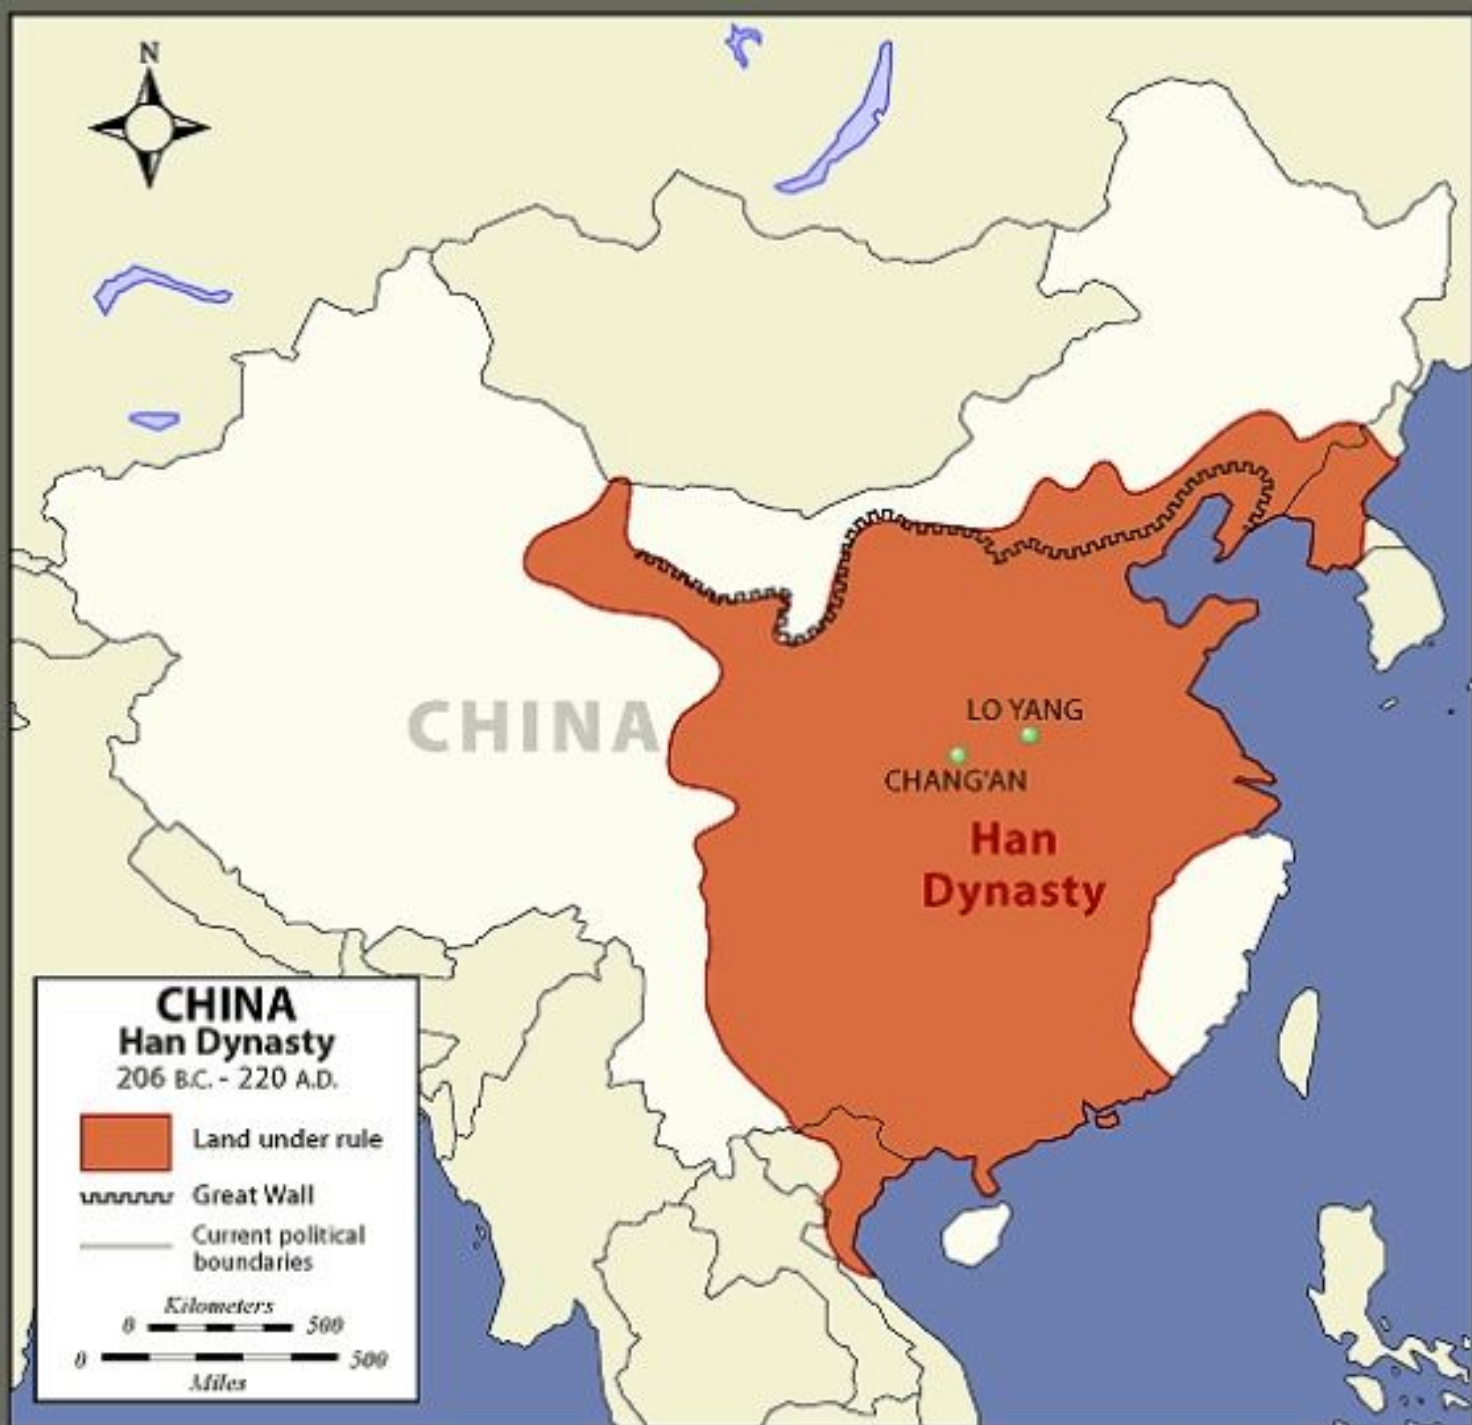 N
CHINA
LO YANG
CHANG'AN
Han
Dynasty
CHINA
Han Dynasty
206 B.C. - 220 A.D.
Land under rule
Great Wall
Current political
boundaries
Kilometers
0 500
0 500
Miles